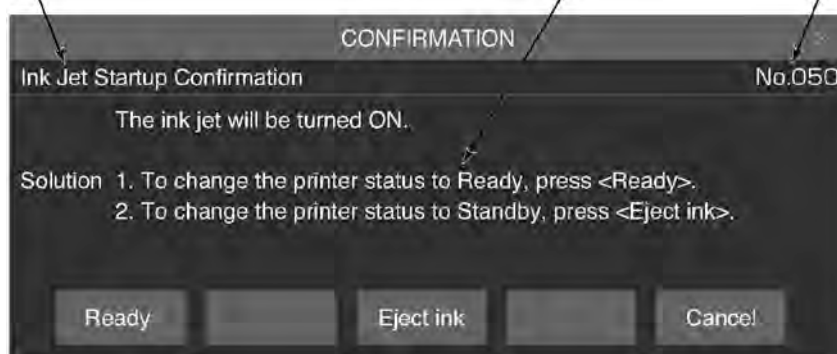 CONFIRMATION
Ink Jet Startup Confirmation No.050
The ink jet will be turned ON.
Solution 1. To change the printer status to Ready, press <Ready>.
2. To change the printer status to Standby, press <Eject ink>.
Ready Eject ink Cancel